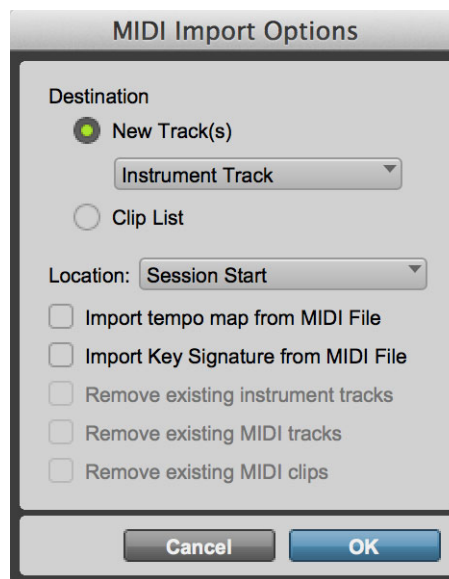 MIDI Import Options
Destination
New Track(s)
Instrument Track
Clip List
Location: Session Start
Import tempo map from MIDI File
Import Key Signature from MIDI File
Remove existing instrument tracks
Remove existing MIDI tracks
Remove existing MIDI clips
Cancel OK